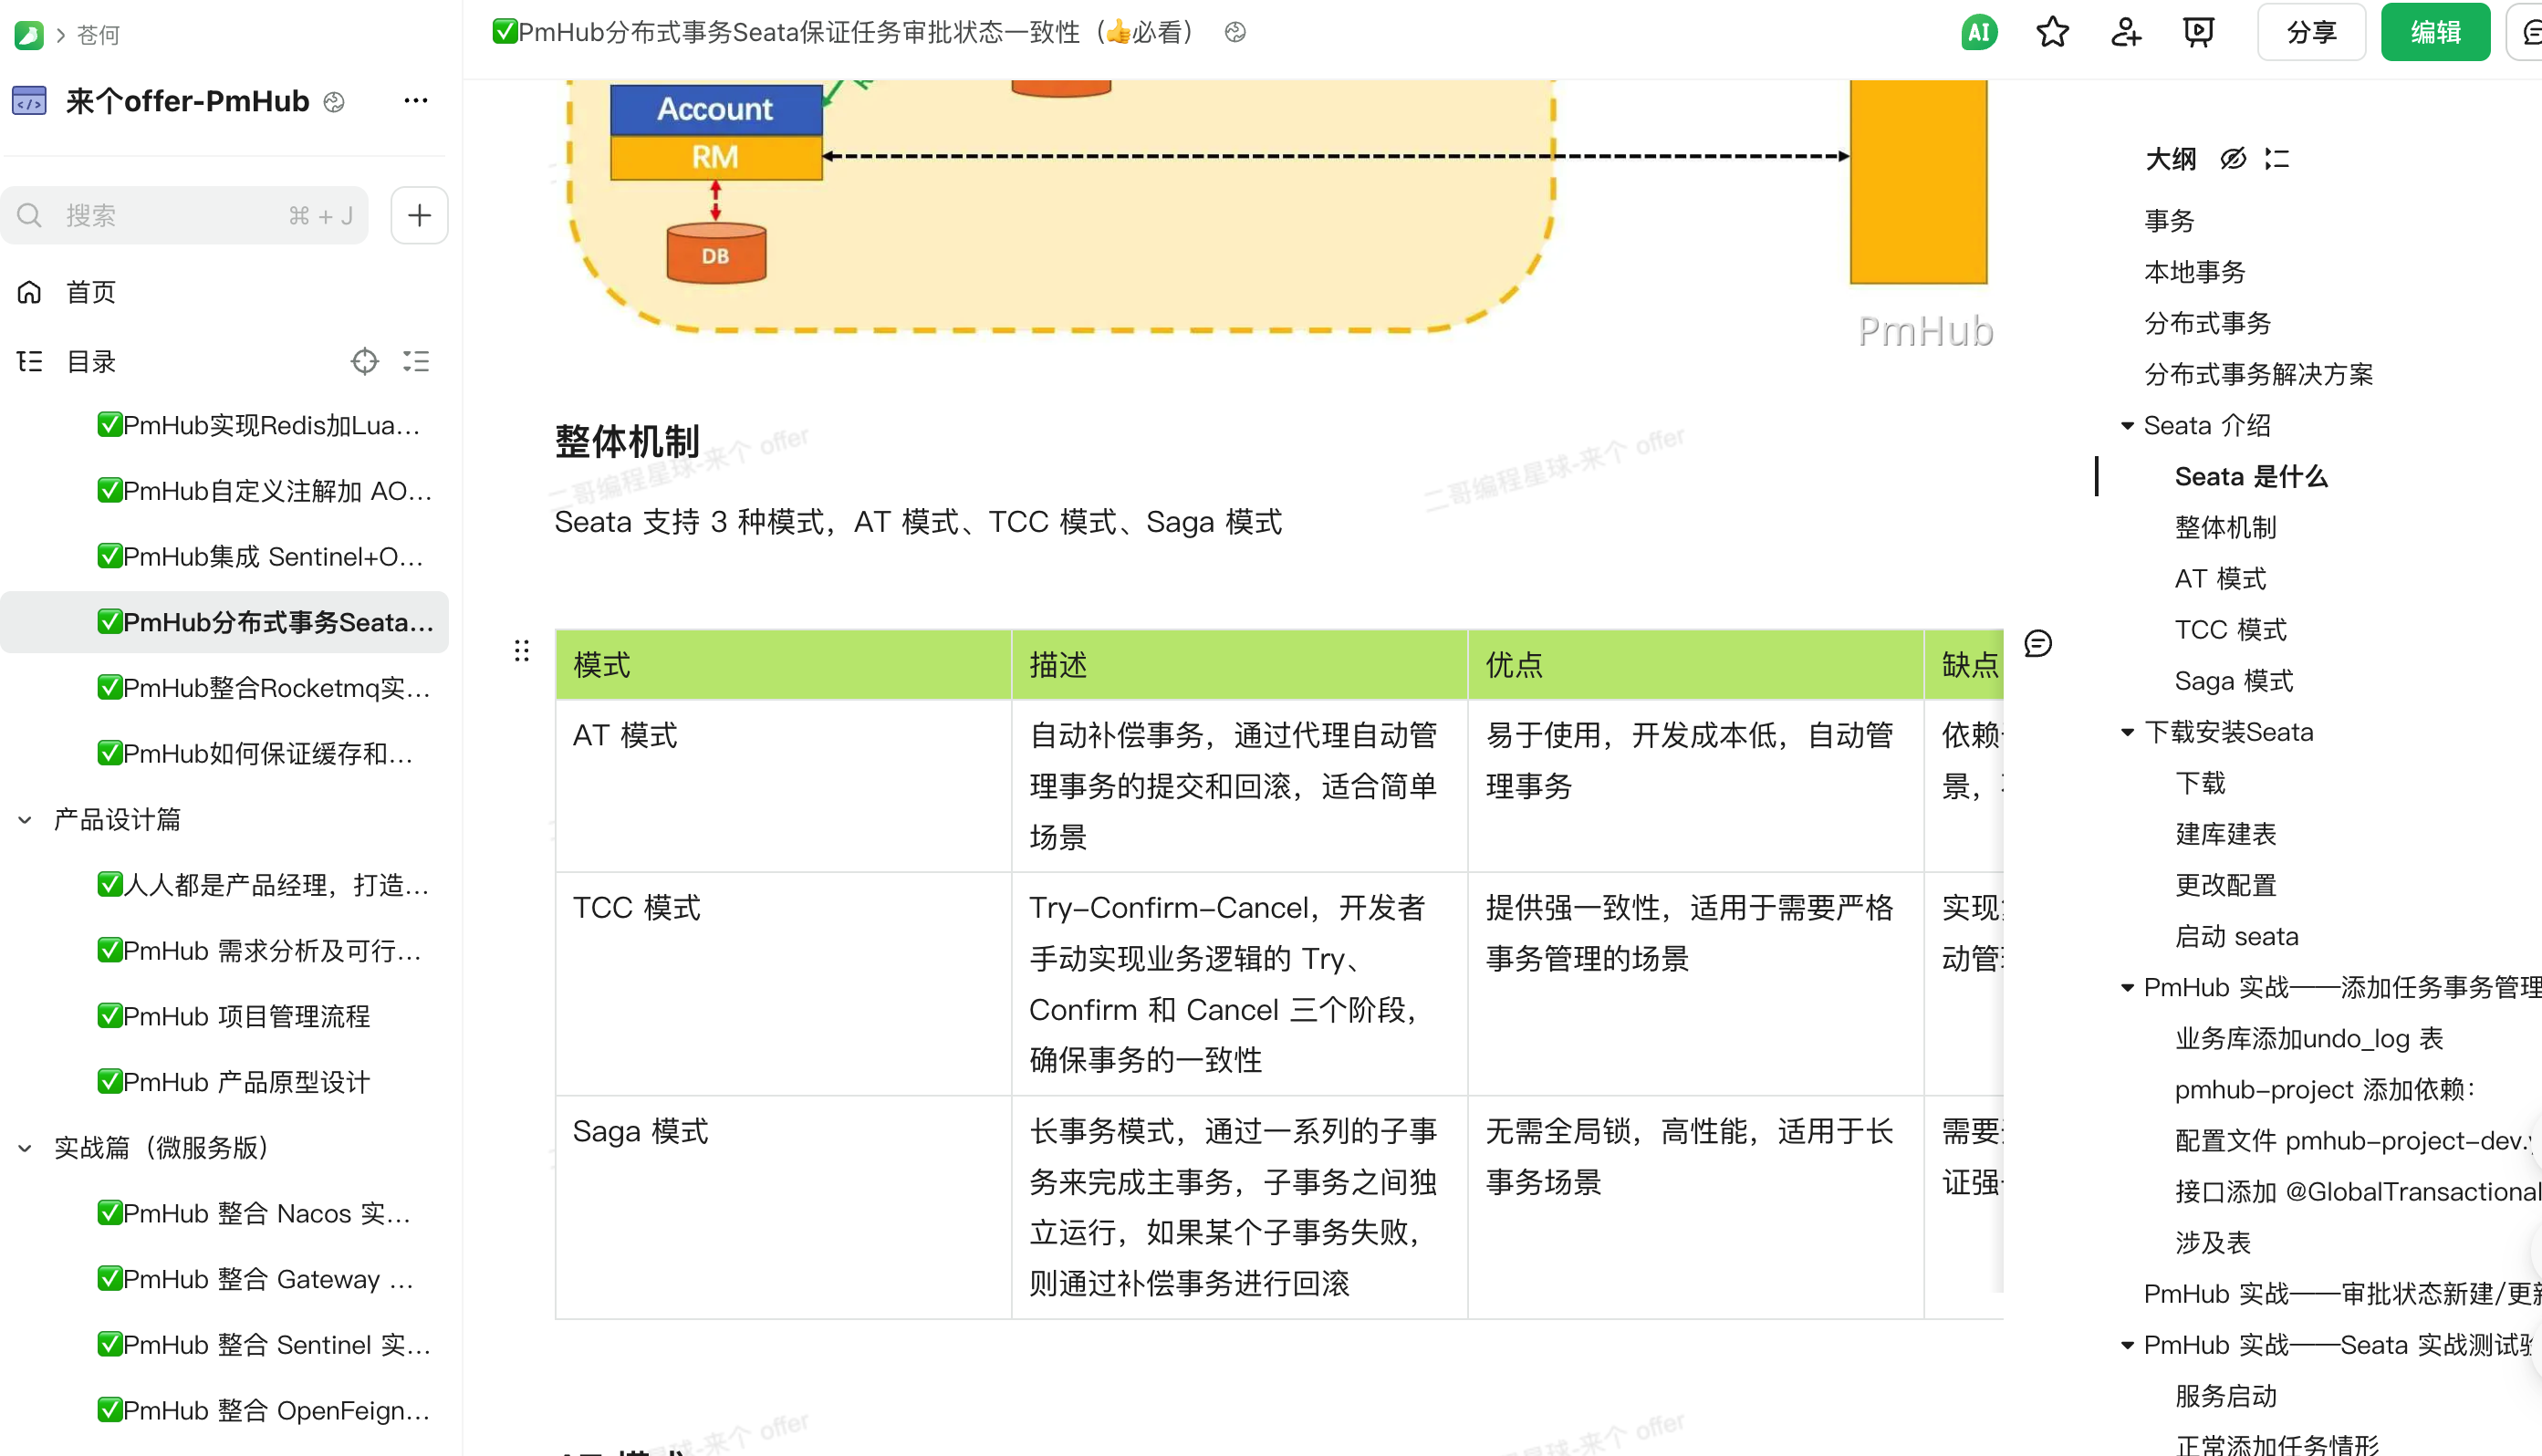 苍何
来个offer-PmHub
搜索 ⌘ + J
首页
目录
✅PmHub实现Redis加Lua...
✅PmHub自定义注解加 AO...
✅PmHub集成 Sentinel+O...
✅PmHub分布式事务Seata...
✅PmHub整合Rocketmq实...
✅PmHub如何保证缓存和...
产品设计篇
✅人人都是产品经理，打造...
✅PmHub 需求分析及可行...
✅PmHub 项目管理流程
✅PmHub 产品原型设计
实战篇（微服务版）
✅PmHub 整合 Nacos 实...
✅PmHub 整合 Gateway ...
✅PmHub 整合 Sentinel 实...
✅PmHub 整合 OpenFeign...
✅PmHub分布式事务Seata保证任务审批状态一致性（👍必看）
AI
分享
编辑
Account
RM
DB
PmHub
整体机制
二哥编程星球-来个 offer
二哥编程星球-来个 offer
Seata 支持 3 种模式，AT 模式、TCC 模式、Saga 模式
模式 描述 优点 缺点
AT 模式
自动补偿事务，通过代理自动管
理事务的提交和回滚，适合简单
场景
易于使用，开发成本低，自动管
理事务
依赖
景，
TCC 模式
Try-Confirm-Cancel，开发者
手动实现业务逻辑的 Try、
Confirm 和 Cancel 三个阶段，
确保事务的一致性
提供强一致性，适用于需要严格
事务管理的场景
实现
动管
Saga 模式
长事务模式，通过一系列的子事
务来完成主事务，子事务之间独
立运行，如果某个子事务失败，
则通过补偿事务进行回滚
无需全局锁，高性能，适用于长
事务场景
需要
证强
来个 offer
来个 offer
大纲
事务
本地事务
分布式事务
分布式事务解决方案
Seata 介绍
Seata 是什么
整体机制
AT 模式
TCC 模式
Saga 模式
下载安装Seata
下载
建库建表
更改配置
启动 seata
PmHub 实战——添加任务事务管理
业务库添加undo_log 表
pmhub-project 添加依赖：
配置文件 pmhub-project-dev.
接口添加 @GlobalTransactional
涉及表
PmHub 实战——审批状态新建/更新
PmHub 实战——Seata 实战测试验
服务启动
正常添加任务情形